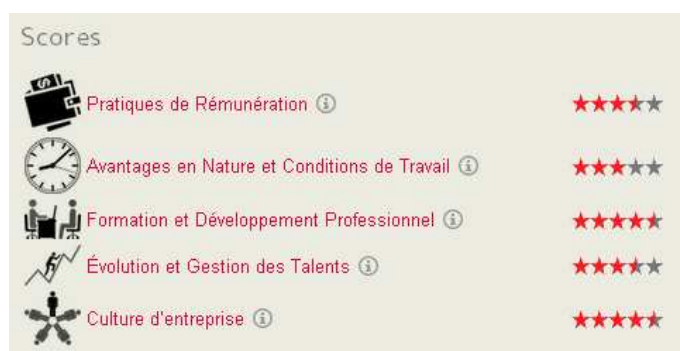 Scores
Pratiques de Rémunération
Avantages en Nature et Conditions de Travail
Formation et Développement Professionnel
Évolution et Gestion des Talents
Culture d'entreprise